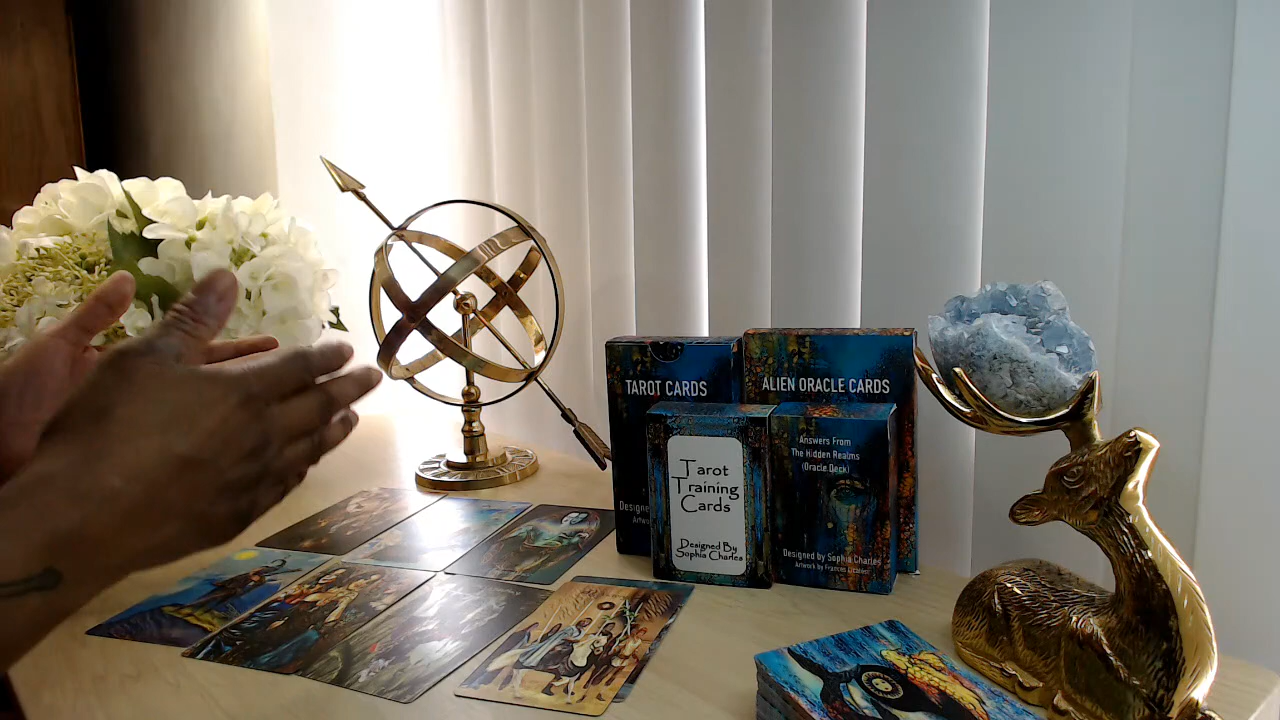 TAROT CARDS
ALIEN ORACLE CARDS
Tarot
Training
Cards
Designed By
Sophia Charles
Answers From
The Hidden Realms
(Oracle Deck)
Designed by Sophia Charles
Artwork by Frances